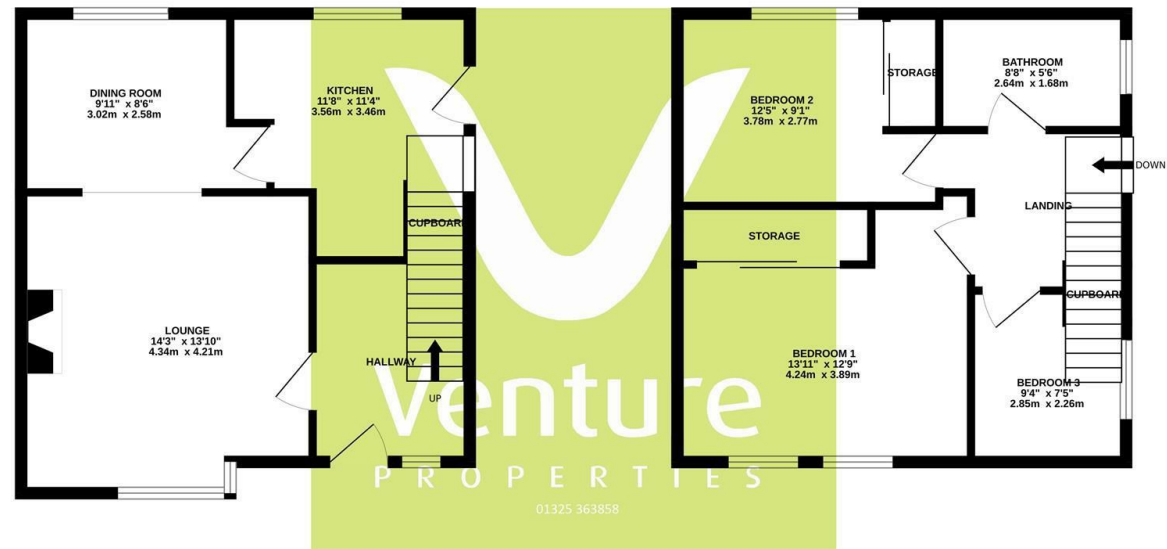 DINING ROOM
9'11" x 8'6"
3.02m x 2.58m
KITCHEN
11'8" x 11'4"
3.56m x 3.46m
CUPBOARD
LOUNGE
14'3" x 13'10"
4.34m x 4.21m
HALLWAY
UP
BEDROOM 2
12'5" x 9'1"
3.78m x 2.77m
STORAGE
BATHROOM
8'8" x 5'6"
2.64m x 1.68m
DOWN
LANDING
STORAGE
CUPBOARD
BEDROOM 1
13'11" x 12'9"
4.24m x 3.89m
BEDROOM 3
9'4" x 7'5"
2.85m x 2.26m
Venture
PROPERTIES
01325 363858